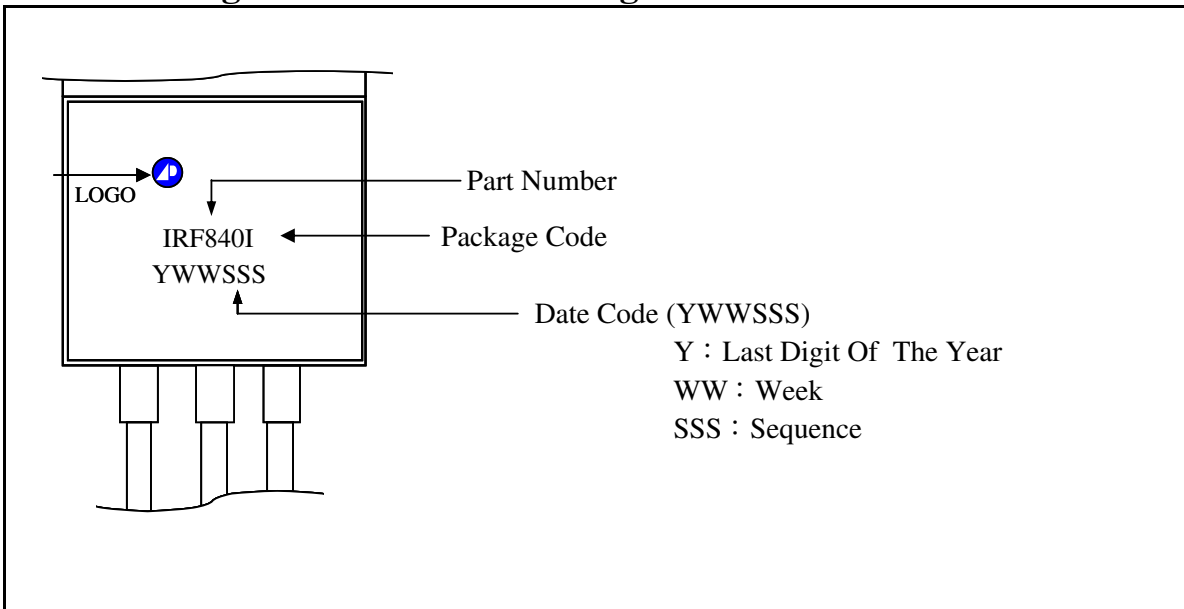 LOGO
Part Number
IRF840I
Package Code
YWWSSS
Date Code (YWWSSS)
Y：Last Digit Of The Year
WW：Week
SSS：Sequence